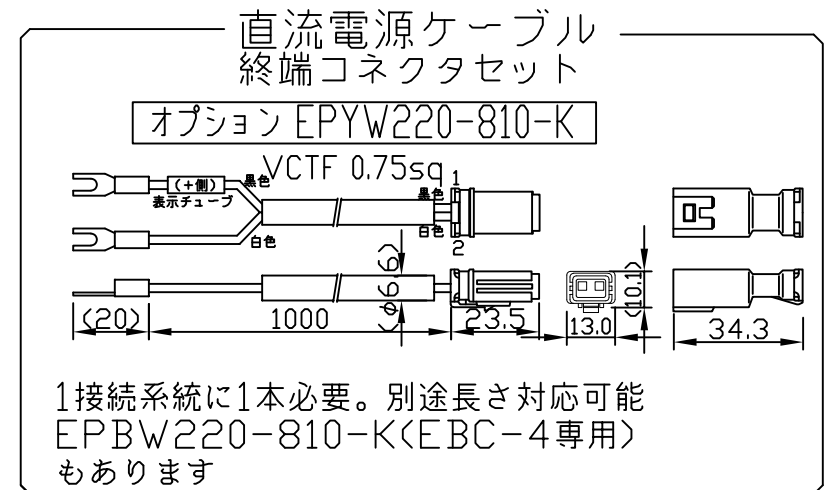 直流電源ケーブル
終端コネクタセット
オプション EPYW220-810-K
VCTF 0.75sq
(+側)
黒色
表示チューブ
白色
黒色
1
白色
2
(20)
1000
(φ6.6)
23.5
13.0
(10.1)
34.3
1接続系統に1本必要。別途長さ対応可能
EPBW220-810-K(EBC-4専用)
もあります